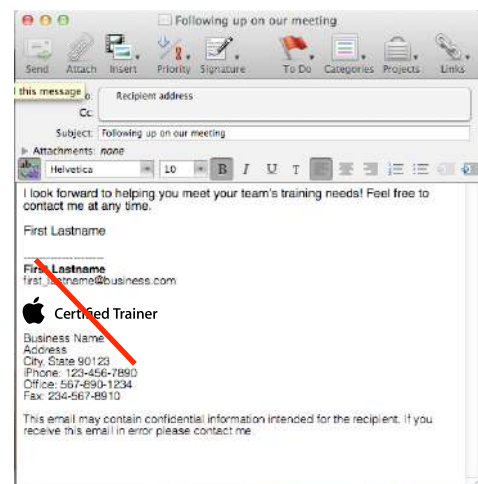 Following up on our meeting
Send Attach Insert Priority Signature To Do Categories Projects Links
this message
o: Recipient address
Cc:
Subject: Following up on our meeting
Attachments: none
Helvetica 10 B I U T
I look forward to helping you meet your team's training needs! Feel free to
contact me at any time.
First Lastname
--------------------
First Lastname
first_lastname@business.com
Certified Trainer
Business Name
Address
City, State 90123
iPhone: 123-456-7890
Office: 567-890-1234
Fax: 234-567-8910
This email may contain confidential information intended for the recipient. If you
receive this email in error please contact me.